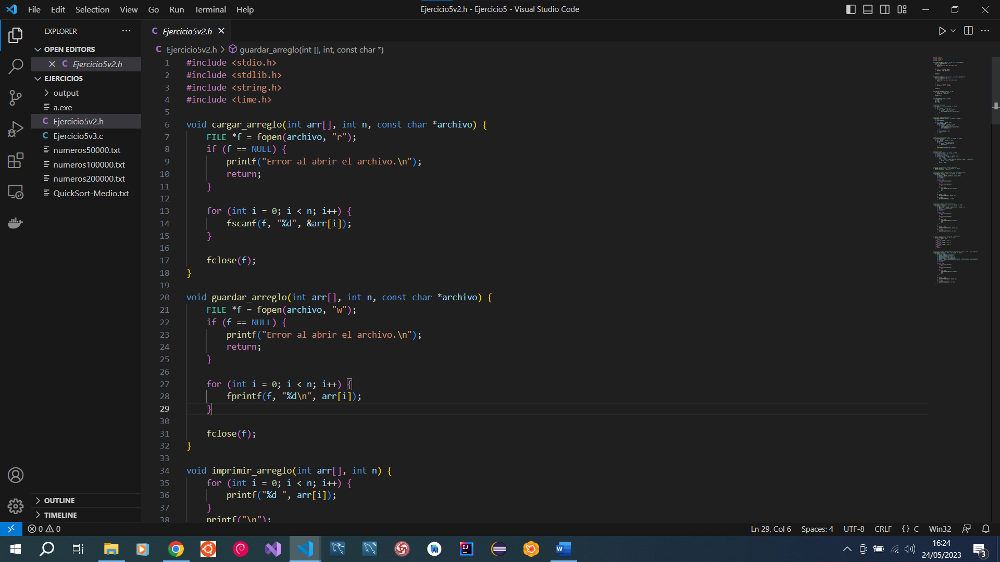 File Edit Selection View Go Run Terminal Help
Ejercicio5v2.h - Ejercicio5 - Visual Studio Code
EXPLORER
OPEN EDITORS
C Ejercicio5v2.h
EJERCICIO5
output
a.exe
C Ejercicio5v2.h
C Ejercicio5v3.c
numeros50000.txt
numeros100000.txt
numeros200000.txt
QuickSort-Medio.txt
OUTLINE
TIMELINE
C Ejercicio5v2.h
C Ejercicio5v2.h > guardar_arreglo(int [], int, const char *)
1 #include <stdio.h>
2 #include <stdlib.h>
3 #include <string.h>
4 #include <time.h>
5
6 void cargar_arreglo(int arr[], int n, const char *archivo) {
7 FILE *f = fopen(archivo, "r");
8 if (f == NULL) {
9 printf("Error al abrir el archivo.\n");
10 return;
11 }
12
13 for (int i = 0; i < n; i++) {
14 fscanf(f, "%d", &arr[i]);
15 }
16
17 fclose(f);
18 }
19
20 void guardar_arreglo(int arr[], int n, const char *archivo) {
21 FILE *f = fopen(archivo, "w");
22 if (f == NULL) {
23 printf("Error al abrir el archivo.\n");
24 return;
25 }
26
27 for (int i = 0; i < n; i++) {
28 fprintf(f, "%d\n", arr[i]);
29 }
30
31 fclose(f);
32 }
33
34 void imprimir_arreglo(int arr[], int n) {
35 for (int i = 0; i < n; i++) {
36 printf("%d ", arr[i]);
37 }
38 printf("\n");
0 0
Ln 29, Col 6 Spaces: 4 UTF-8 CRLF {} C Win32
16:24
24/05/2023
3